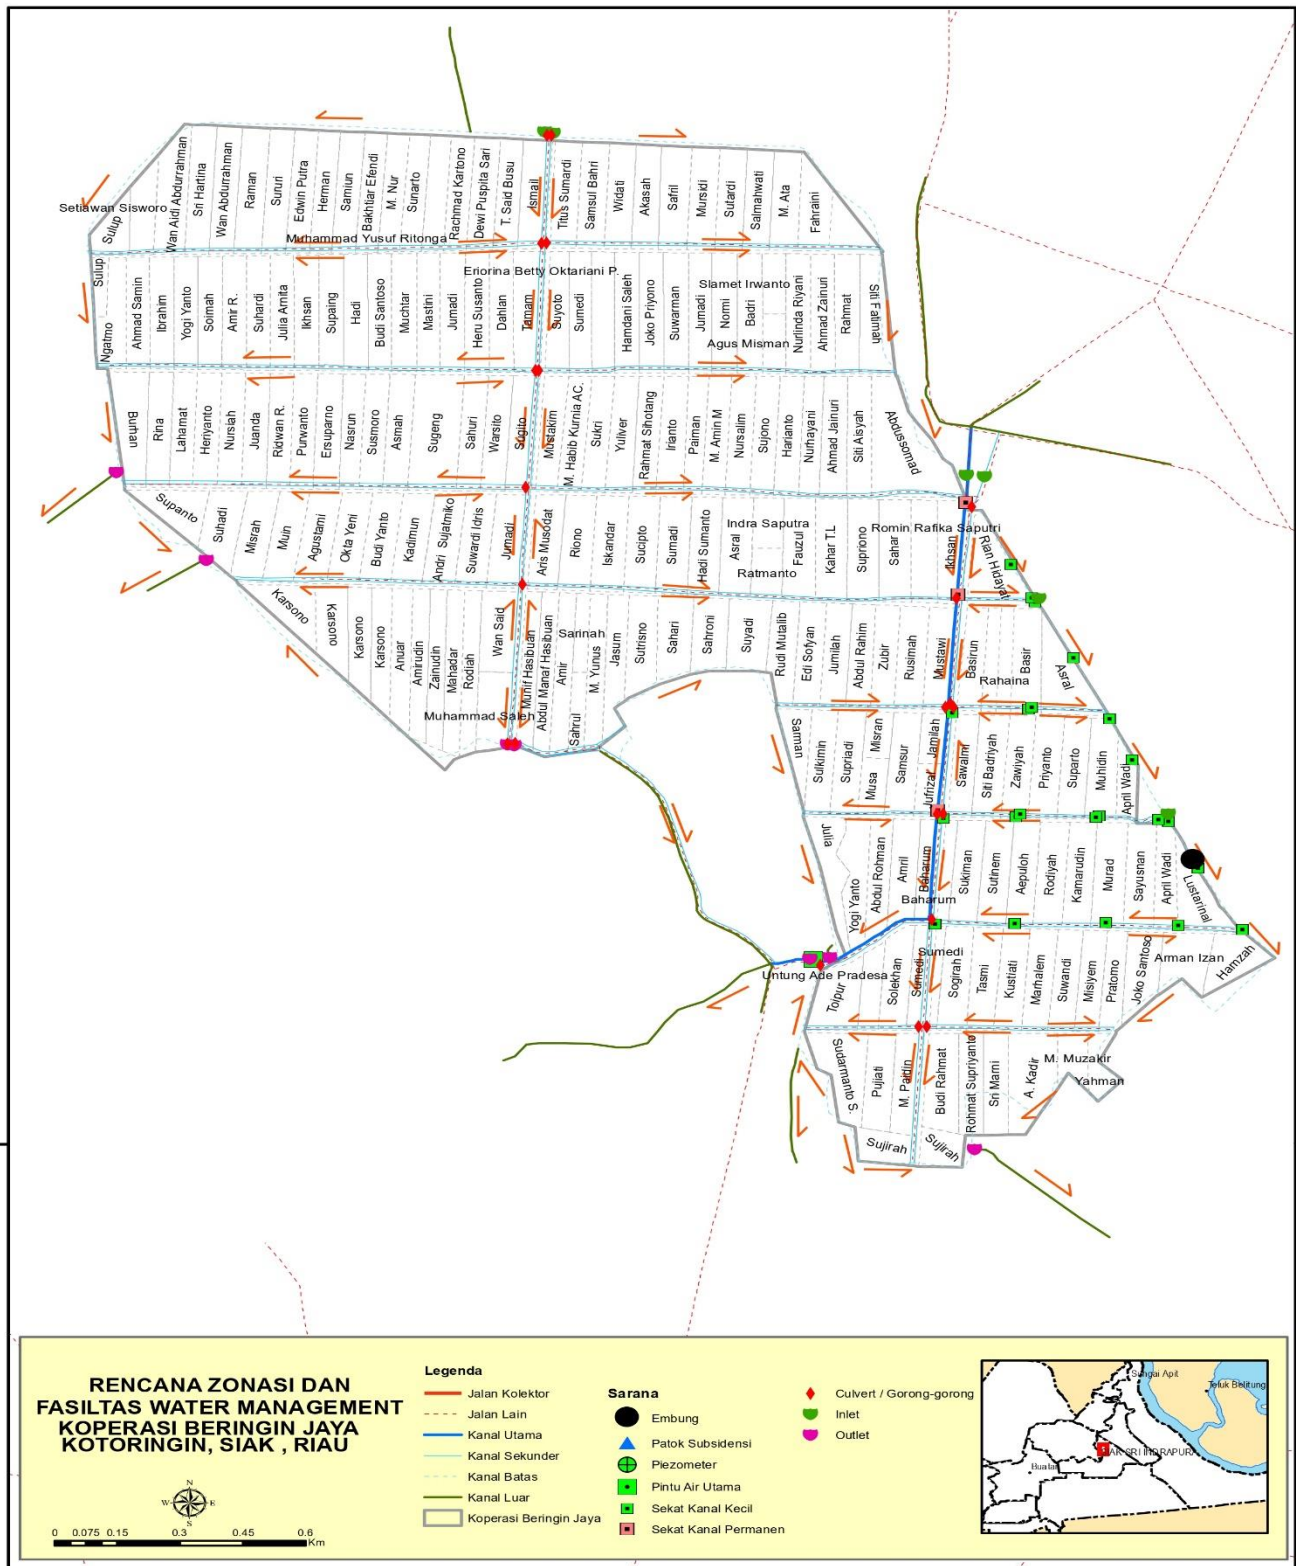 Setiawan Sisworo
Sulup
Wan Aldi Abdurrahman
Sri Hartina
Wan Abdurrahman
Raman
Sururi
Edwin Putra
Herman
Samiun
Bakhtiar Efendi
M. Nur
Sunarto
Rachmad Kartono
Dewi Puspita Sari
T. Said Busu
Ismail
Titus Sumardi
Samsul Bahri
Widati
Akasah
Safril
Mursidi
Sutardi
Salmahwati
M. Ata
Fahraini
Muhammad Yusuf Ritonga
Sulup
Ngatmo
Ahmad Samin
Ibrahim
Yogi Yanto
Solmah
Amir R.
Suhardi
Julia Arnita
Ikhsan
Supaing
Hadi
Budi Santoso
Muchtar
Mastini
Jumadi
Heru Susanto
Dahlan
Tamam
Eriorina Betty Oktariani P.
Suyoto
Sumedi
Hamdani Saleh
Joko Priyono
Suwarman
Jumadi
Normi
Badri
Slamet Irwanto
Agus Misman
Nurlinda Riyani
Ahmad Zainuri
Rahmat
Siti Fatimah
Burhan
Rina
Lahamat
Heriyanto
Nursiah
Juanda
Ridwan R.
Purwanto
Ersuparno
Nasrun
Susmoro
Asmah
Sugeng
Sahuri
Warsito
Sugito
Mustakim
M. Habib Kurnia AC.
Sukri
Yuliver
Rahmat Sihotang
Irianto
Paiman
M. Amin M
Nursalim
Sujono
Harianto
Nurhayani
Ahmad Jainuri
Siti Aisyah
Abdussomad
Supanto
Suhadi
Misrah
Muin
Agustami
Okta Yeni
Budi Yanto
Kadimun
Andri Sujatmiko
Suwardi Idris
Jumadi
Aris Musodat
Riono
Iskandar
Sucipto
Sumadi
Hadi Sumanto
Asral
Indra Saputra
Ratmanto
Fauzul
Kahar T.L
Supriono
Sahar
Romin Rafika Saputri
Ikhsan
Rian Hidayat
Karsono
Karsono
Karsono
Karsono
Anuar
Amirudin
Zainudin
Mahadar
Rodiah
Wan Said
Muhammad Saleh
Munif Hasibuan
Abdul Manaf Hasibuan
Amir
Sarinah
Sahrul
M. Yunus
Jasum
Sutrisno
Sahari
Sahroni
Suyadi
Rudi Mutalib
Edi Sofyan
Jumilah
Abdul Rahim
Zubir
Rusimah
Mustawi
Basirun
Rahaina
Basir
Asral
Sarman
Sulkimin
Supriadi
Misran
Musa
Samsur
Jamilah
Jufrizal
Sawalmi
Siti Badriyah
Zawiyah
Priyanto
Suparto
Muhidin
April Wadi
Julia
Yogi Yanto
Abdul Rohman
Amril
Baharum
Baharum
Sukiman
Sutinem
Aepuloh
Rodiyah
Kamarudin
Murad
Sayusnan
April Wadi
Lustarinal
Untung Ade Pradesa
Toipur
Solekhan
Sumedi
Sumedi
Sogirah
Tasmi
Kustiati
Marhalem
Suwandi
Misiyem
Pratomo
Joko Santoso
Arman Izan
Hamzah
Sudarmanto S.
Pujiati
M. Paidin
Budi Rahmat
Rohmat Supriyanto
Sri Marni
A. Kadir
M. Muzakir
Yahman
Sujirah
Sujirah
RENCANA ZONASI DAN
FASILTAS WATER MANAGEMENT
KOPERASI BERINGIN JAYA
KOTORINGIN, SIAK , RIAU
N
W E
S
0 0.075 0.15 0.3 0.45 0.6
Km
Legenda
Jalan Kolektor
Jalan Lain
Kanal Utama
Kanal Sekunder
Kanal Batas
Kanal Luar
Koperasi Beringin Jaya
Sarana
Embung
Patok Subsidensi
Piezometer
Pintu Air Utama
Sekat Kanal Kecil
Sekat Kanal Permanen
Culvert / Gorong-gorong
Inlet
Outlet
Sungai Apit
Teluk Belitung